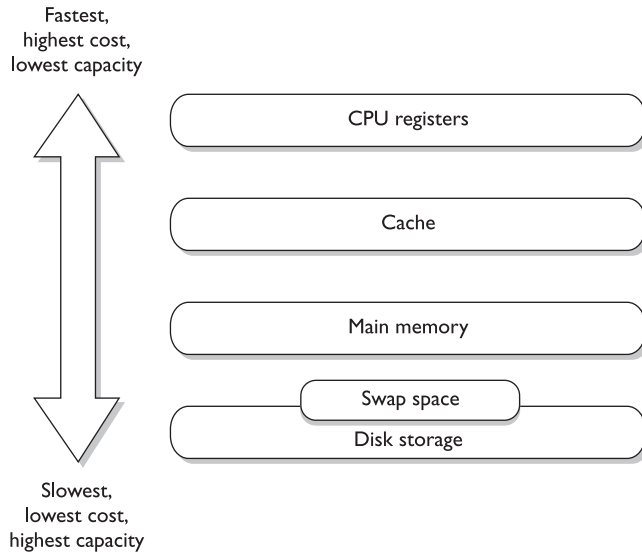 Fastest,
highest cost,
lowest capacity
CPU registers
Cache
Main memory
Swap space
Disk storage
Slowest,
lowest cost,
highest capacity